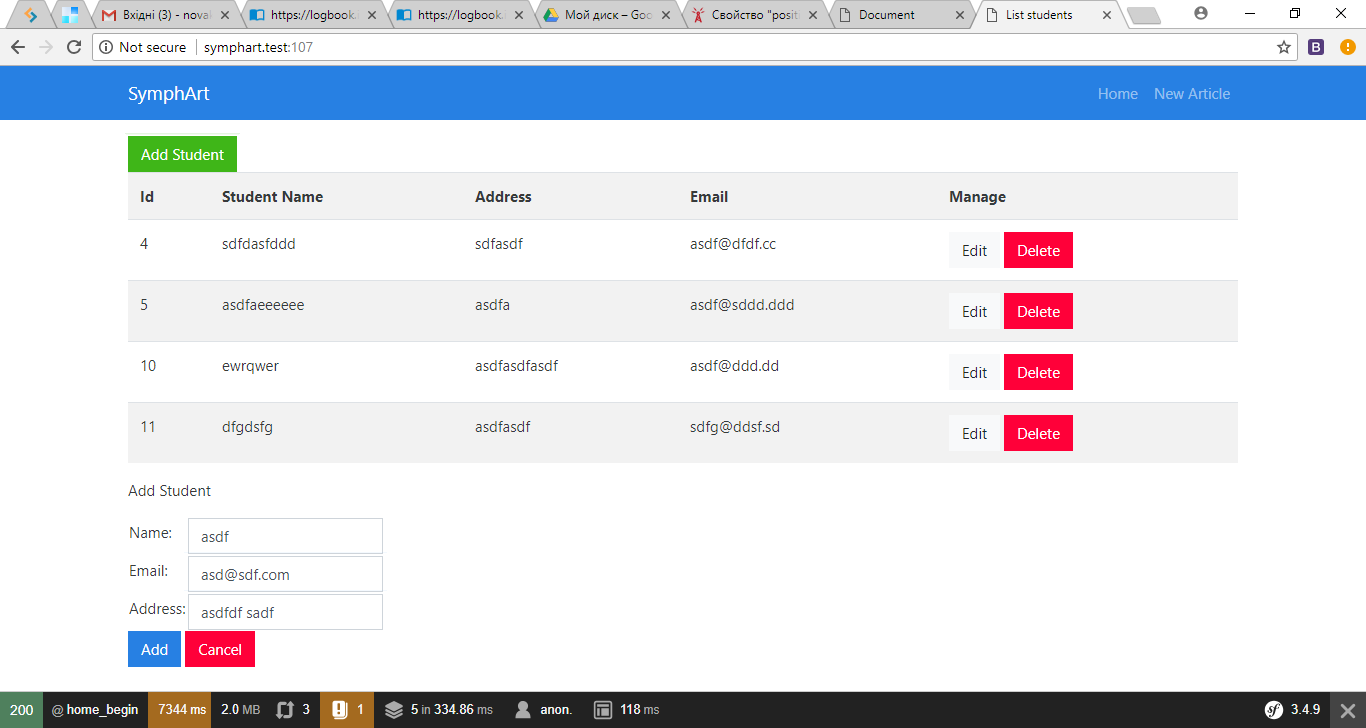 Вхідні (3) - nova
https://logbook.
https://logbook.
Мой диск – Goo
Свойство "posit
Document
List students
Not secure
symphart.test:107
SymphArt
Home
New Article
Add Student
Id Student Name Address Email Manage
4 sdfdasfddd sdfasdf asdf@dfdf.cc Edit Delete
5 asdfaeeeeee asdfa asdf@sddd.ddd Edit Delete
10 ewrqwer asdfasdfasdf asdf@ddd.dd Edit Delete
11 dfgdsfg asdfasdf sdfg@ddsf.sd Edit Delete
Add Student
Name: asdf
Email: asd@sdf.com
Address: asdfdf sadf
Add Cancel
200 @ home_begin 7344 ms 2.0 MB 3 1 5 in 334.86 ms anon. 118 ms sf 3.4.9